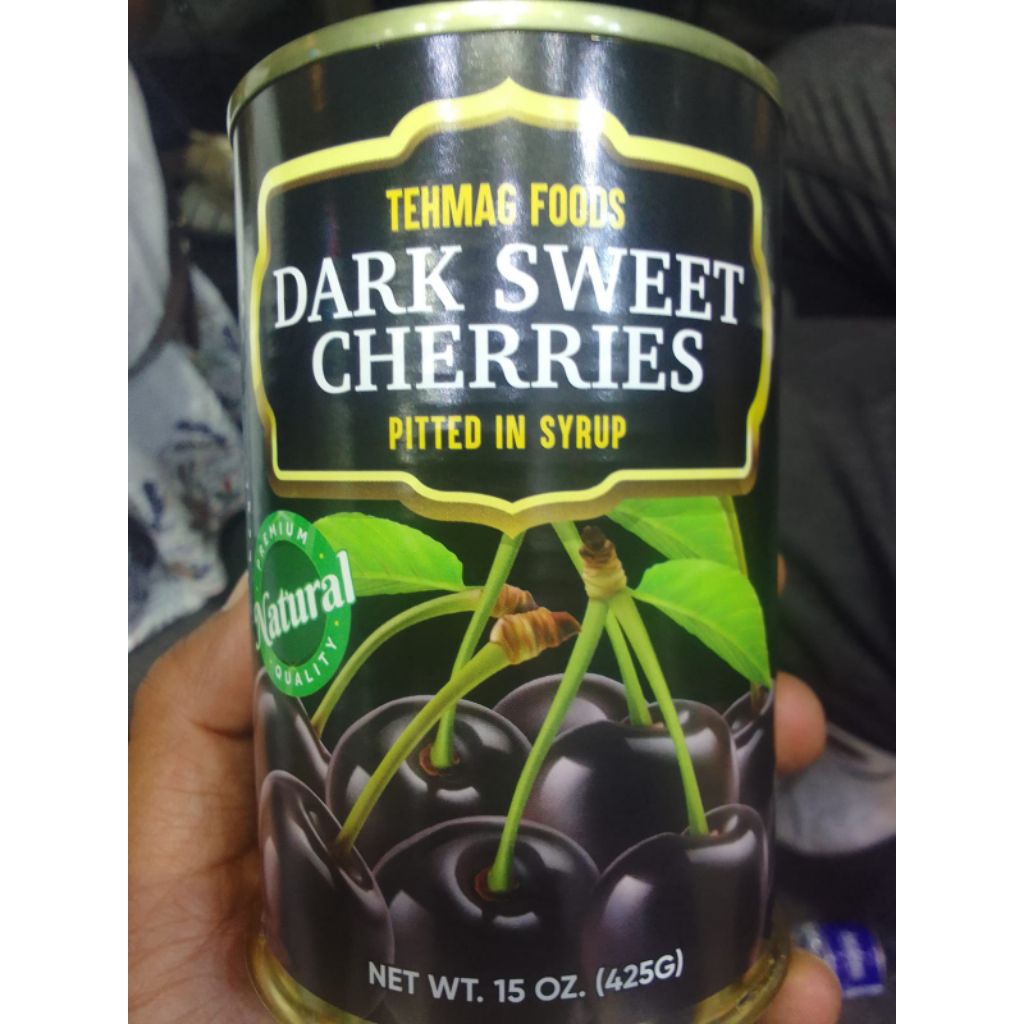 TEHMAG FOODS
DARK SWEET
CHERRIES
PITTED IN SYRUP
PREMIUM
Natural
QUALITY
NET WT. 15 OZ. (425G)